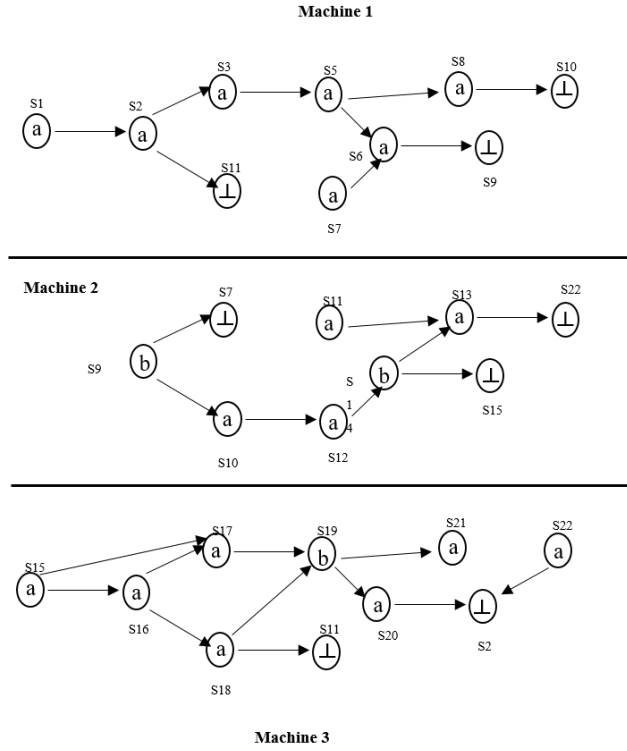 Machine 1
S3 S5 S8 S10
S1 S2
a a a ⊥
a a
S11 S6 a ⊥
⊥ a S9
S7
Machine 2 S7 S11 S13 S22
⊥ a a ⊥
S9 b S b ⊥
1 S15
a a 4
S10 S12
S17 S19 S21 S22
a b a a
S15
a a a ⊥
S16 S11 S20 S2
a ⊥
S18
Machine 3